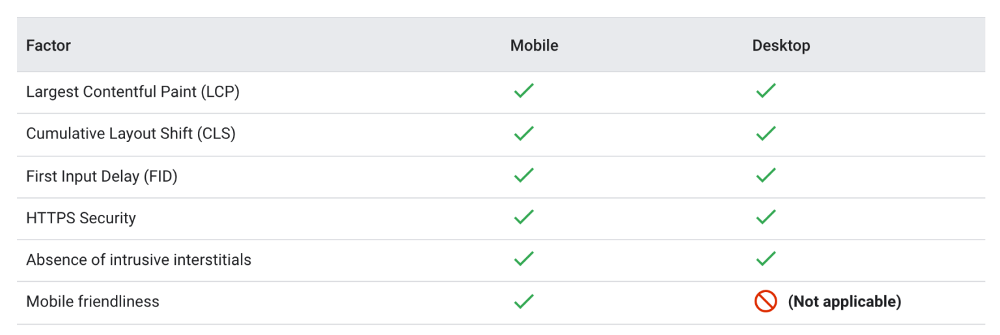 Factor Mobile Desktop
Largest Contentful Paint (LCP)
Cumulative Layout Shift (CLS)
First Input Delay (FID)
HTTPS Security
Absence of intrusive interstitials
Mobile friendliness (Not applicable)